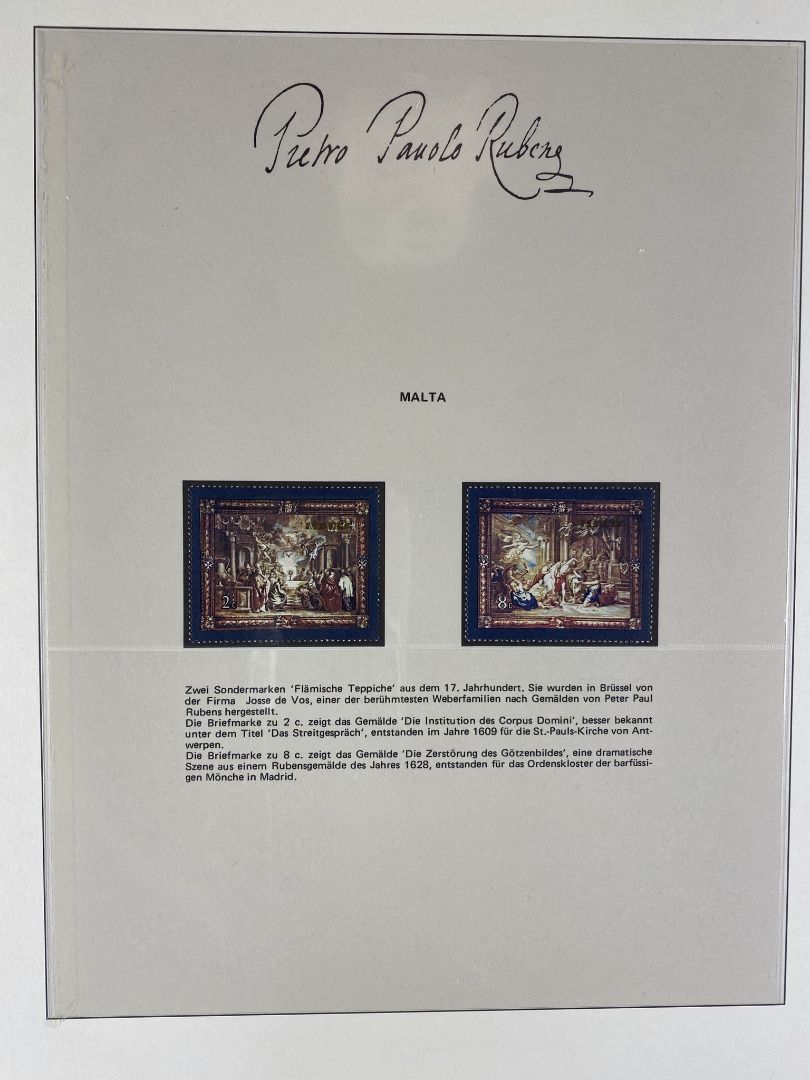 Pietro Pauolo Rubens
MALTA
2c
8c
Zwei Sondermarken 'Flämische Teppiche' aus dem 17. Jahrhundert. Sie wurden in Brüssel von
der Firma Josse de Vos, einer der berühmtesten Weberfamilien nach Gemälden von Peter Paul
Rubens hergestellt.
Die Briefmarke zu 2 c. zeigt das Gemälde 'Die Institution des Corpus Domini', besser bekannt
unter dem Titel 'Das Streitgespräch', entstanden im Jahre 1609 für die St.-Pauls-Kirche von Ant-
werpen.
Die Briefmarke zu 8 c. zeigt das Gemälde 'Die Zerstörung des Götzenbildes', eine dramatische
Szene aus einem Rubensgemälde des Jahres 1628, entstanden für das Ordenskloster der barfüssi-
gen Mönche in Madrid.